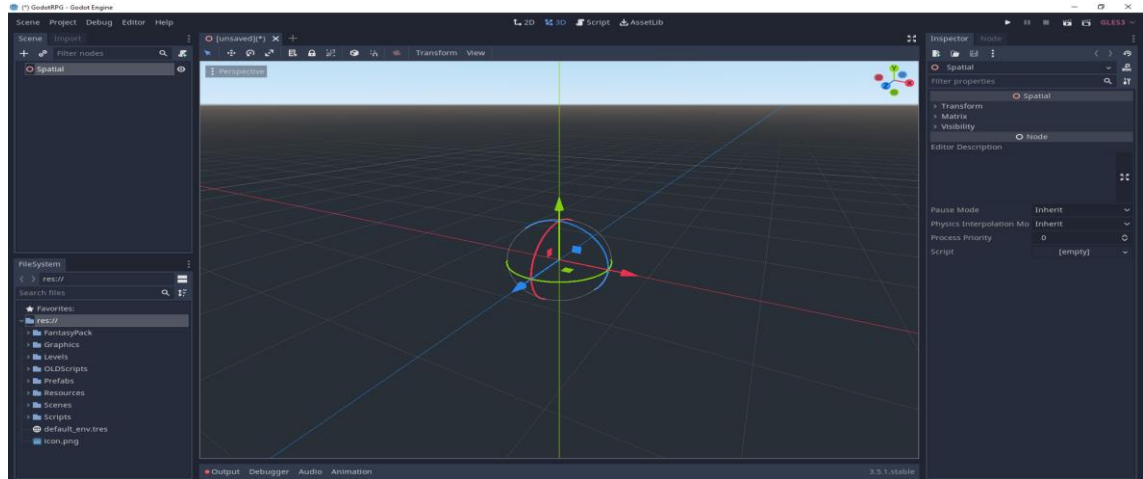 (*) GodotRPG - Godot Engine
Scene Project Debug Editor Help
2D 3D Script AssetLib
GLES3
Scene Import
[unsaved](*)
Inspector Node
Filter nodes
Transform View
Spatial
Perspective
Spatial
Filter properties
Spatial
Transform
Matrix
Visibility
Node
Editor Description
Pause Mode Inherit
Physics Interpolation Mo Inherit
Process Priority 0
Script [empty]
Y
X
Z
FileSystem
res://
Search files
Favorites:
res://
FantasyPack
Graphics
Levels
OLDScripts
Prefabs
Resources
Scenes
Scripts
default_env.tres
icon.png
Output Debugger Audio Animation
3.5.1.stable